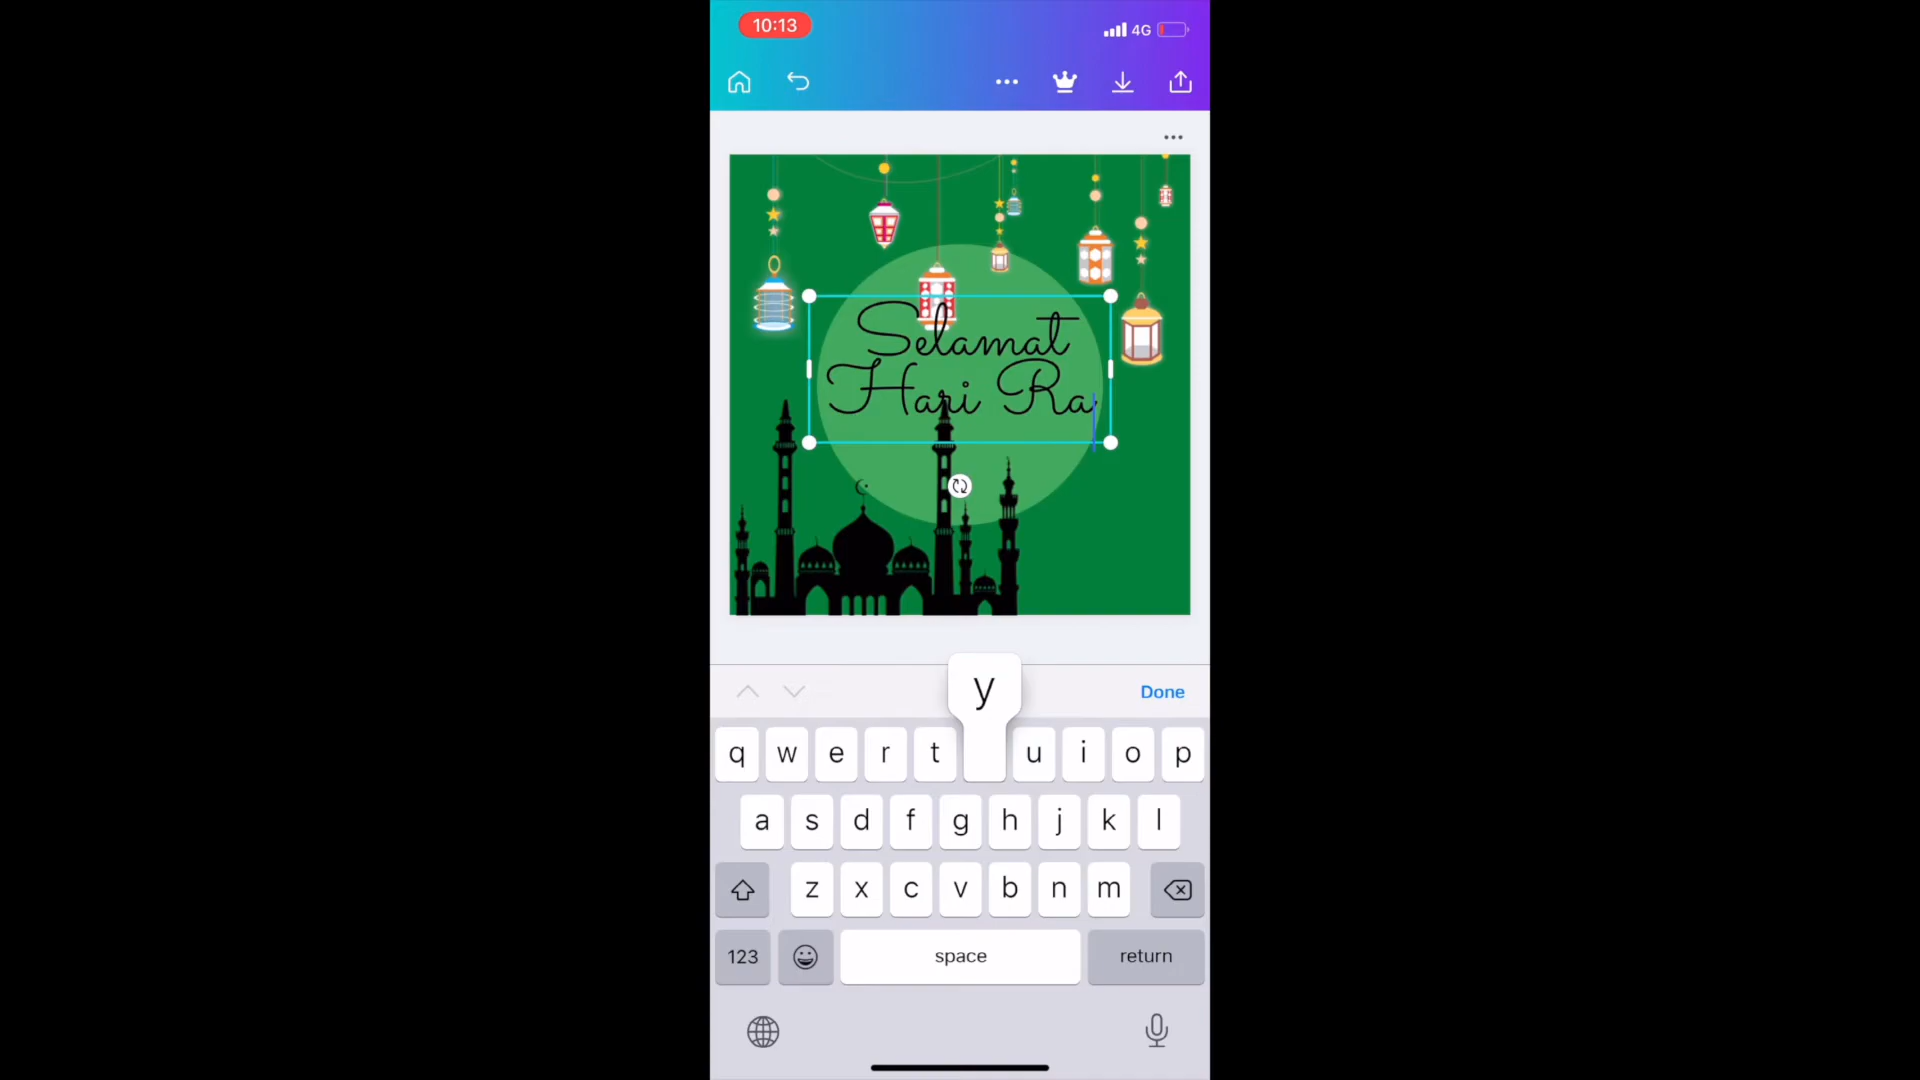 10:13
4G
Selamat
Hari Ra
y
Done
q w e r t u i o p
a s d f g h j k l
z x c v b n m
123 space return